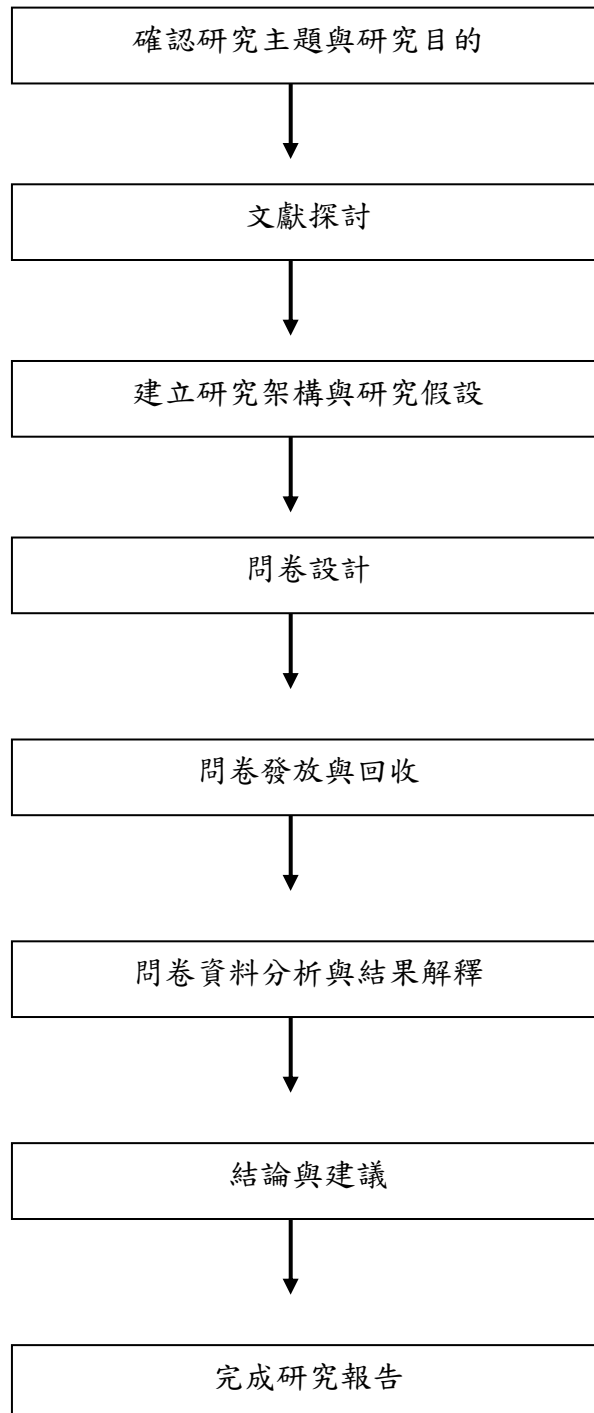 確認研究主題與研究目的
文獻探討
建立研究架構與研究假設
問卷設計
問卷發放與回收
問卷資料分析與結果解釋
結論與建議
完成研究報告